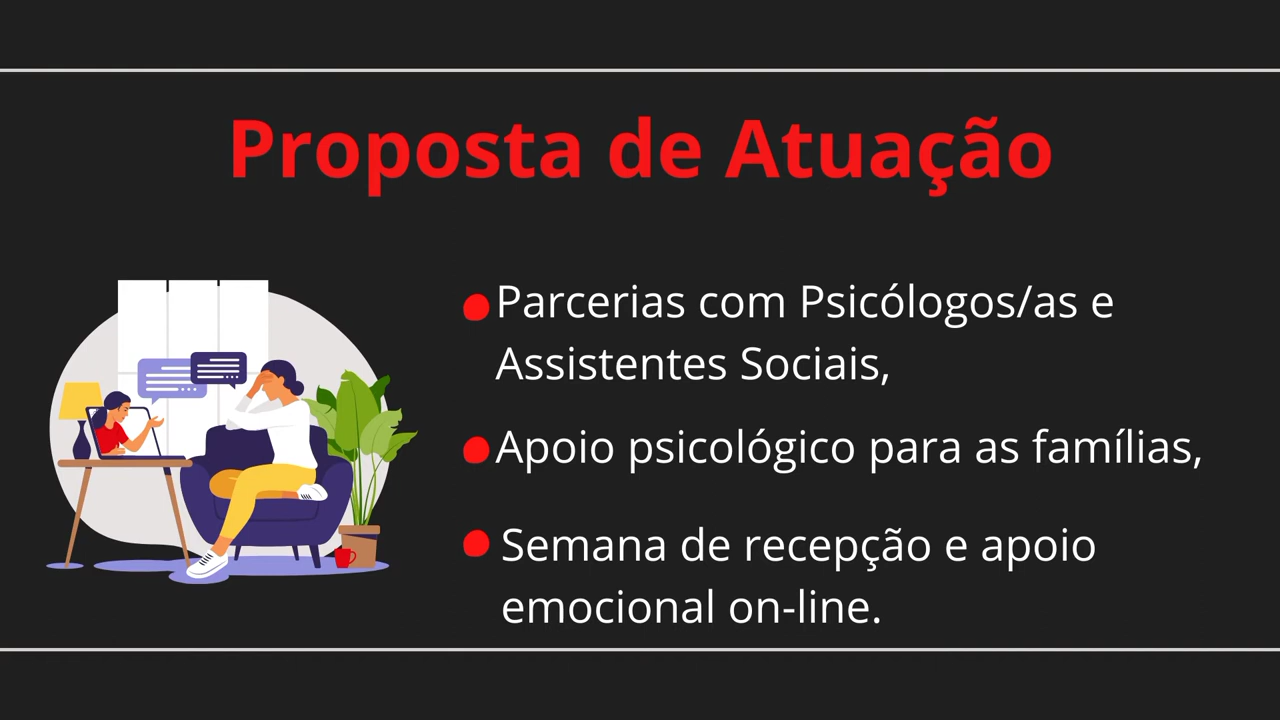 Proposta de Atuação
Parcerias com Psicólogos/as e
Assistentes Sociais,
Apoio psicológico para as famílias,
Semana de recepção e apoio
emocional on-line.